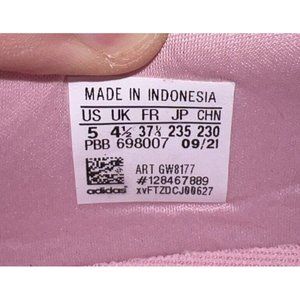 MADE IN INDONESIA
US UK FR JP CHN
5 4½ 37⅓ 235 230
PBB 698007 09/21
ART GW8177
#128467889
adidas xvFTZDCJ00627